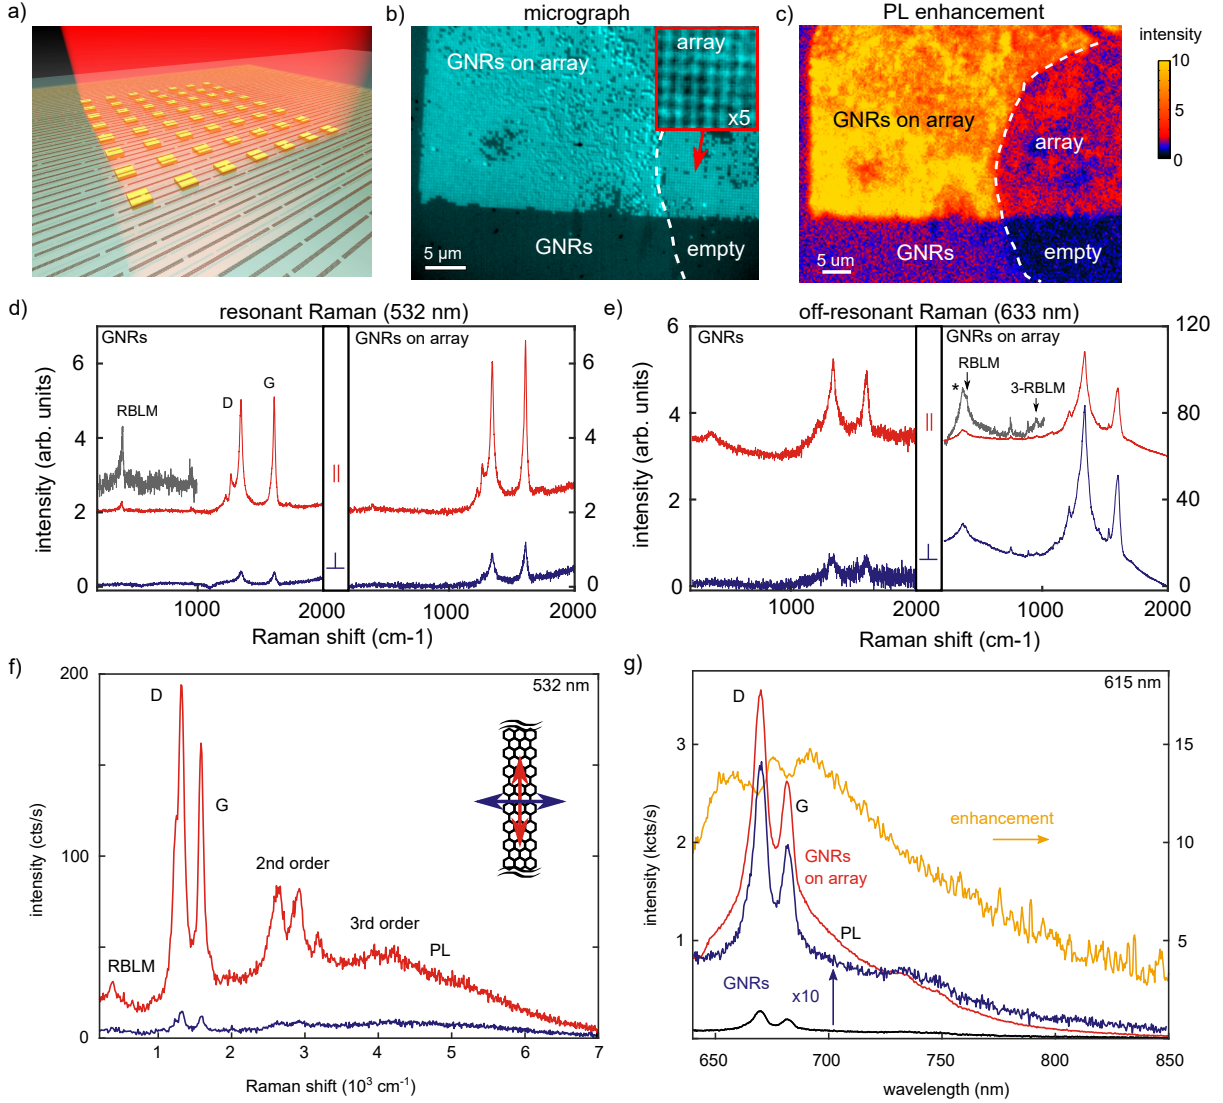 a)
b)
micrograph
GNRs on array
array
x5
GNRs
empty
5 µm
c)
PL enhancement
intensity
10
5
0
GNRs on array
array
GNRs
empty
5 um
d)
resonant Raman (532 nm)
GNRs
GNRs on array
RBLM
D
G
||
⊥
6
4
2
0
6
4
2
0
1000
2000
1000
2000
intensity (arb. units)
Raman shift (cm-1)
e)
off-resonant Raman (633 nm)
GNRs
GNRs on array
*
RBLM
3-RBLM
||
⊥
6
4
2
0
120
80
40
0
1000
2000
1000
2000
intensity (arb. units)
Raman shift (cm-1)
f)
532 nm
D
G
RBLM
2nd order
3rd order
PL
200
100
0
1
2
3
4
5
6
7
intensity (cts/s)
Raman shift (10³ cm⁻¹)
g)
615 nm
D
G
enhancement
GNRs
on array
PL
GNRs
x10
3
2
1
15
10
5
650
700
750
800
850
intensity (kcts/s)
wavelength (nm)